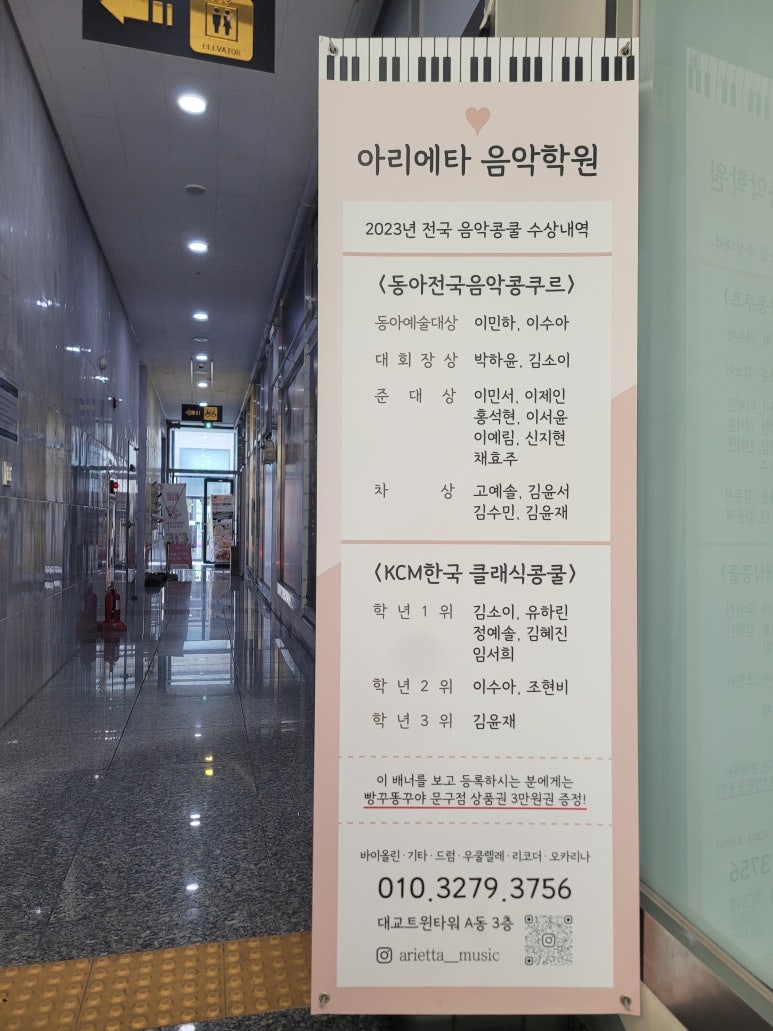 ELEVATOR
아리에타 음악학원
2023년 전국 음악콩쿨 수상내역
<동아전국음악콩쿠르>
동아예술대상 이민하, 이수아
대회장상 박하윤, 김소이
준대상 이민서, 이제인
홍석현, 이서윤
이예림, 신지현
채효주
차상 고예솔, 김윤서
김수민, 김윤재
<KCM한국 클래식콩쿨>
학년1위 김소이, 유하린
정예솔, 김혜진
임서희
학년2위 이수아, 조현비
학년3위 김윤재
이 배너를 보고 등록하시는 분에게는
빵꾸똥꾸야 문구점 상품권 3만원권 증정!
바이올린·기타·드럼·우쿨렐레·리코더·오카리나
010.3279.3756
대교트윈타워 A동 3층
arietta__music